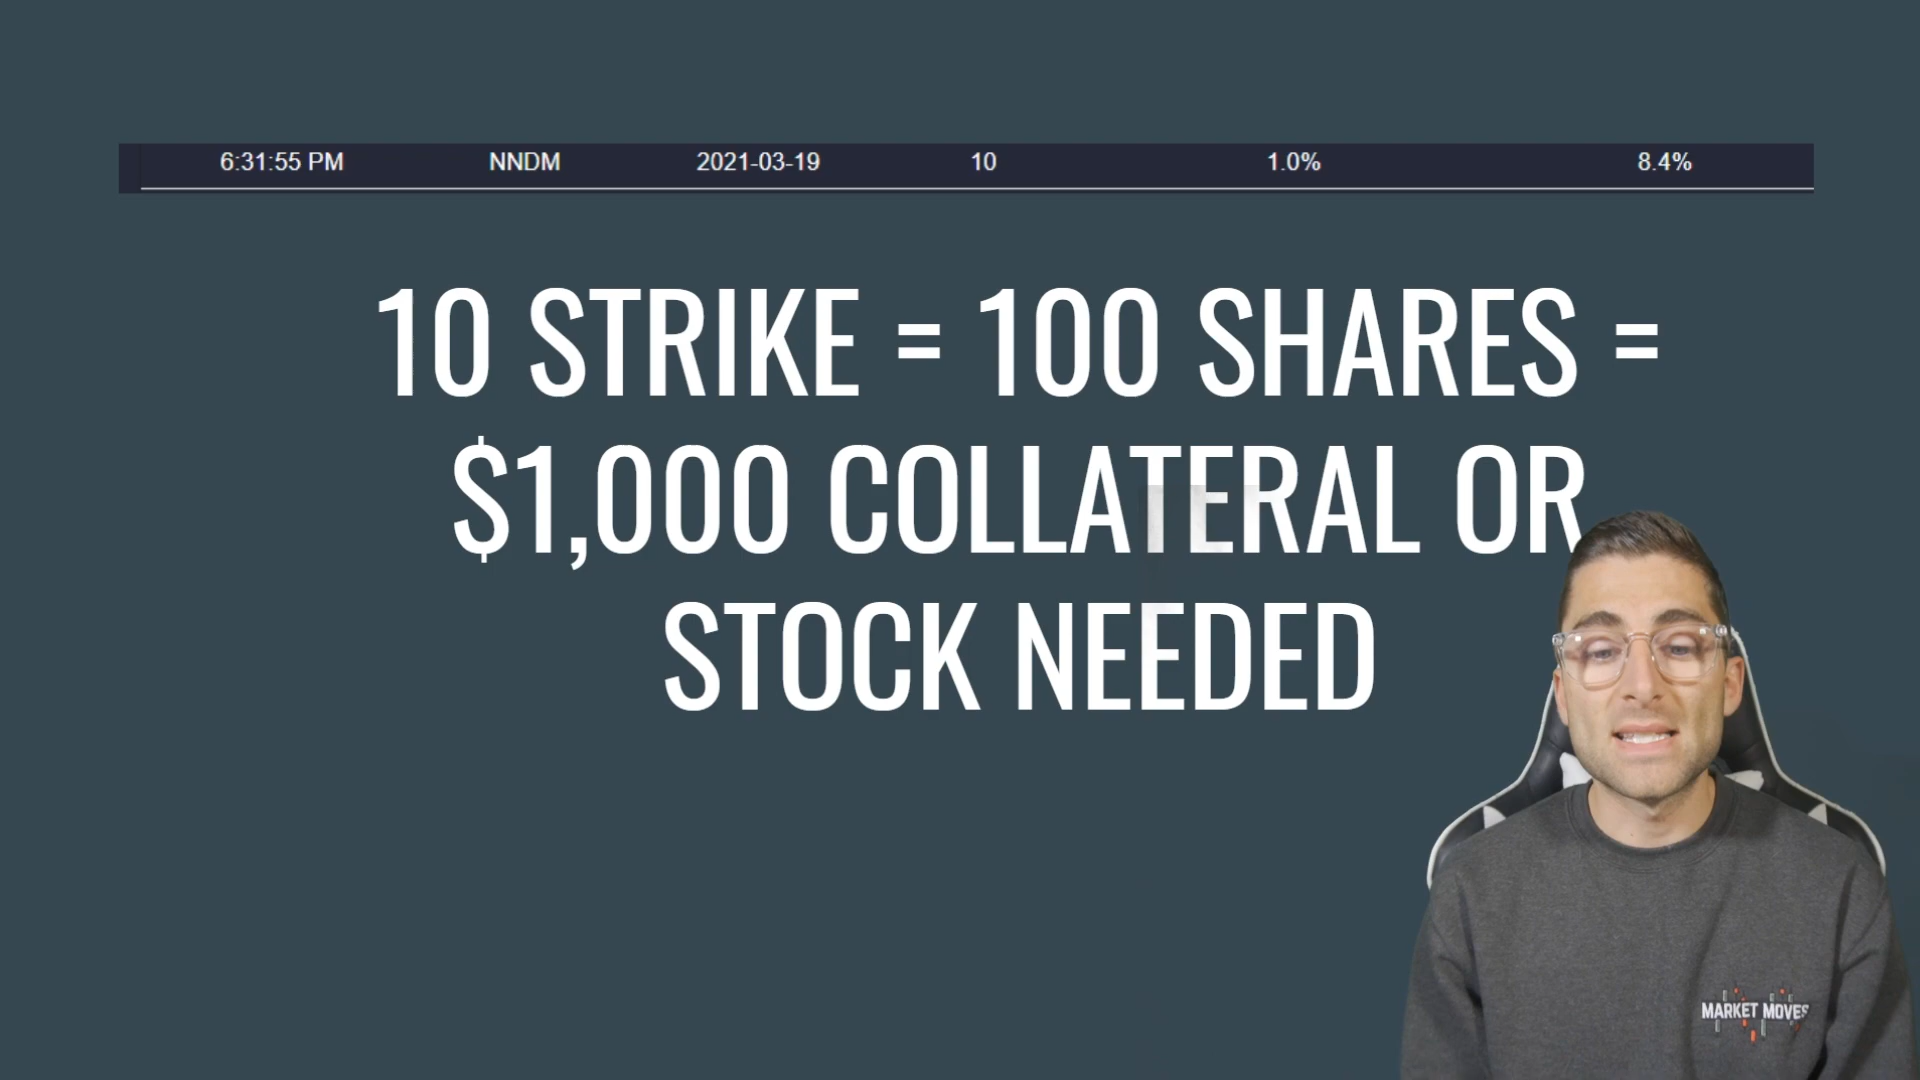 6:31:55 PM NNDM 2021-03-19 10 1.0% 8.4%
10 STRIKE = 100 SHARES =
$1,000 COLLATERAL OR
STOCK NEEDED
MARKET MOVES